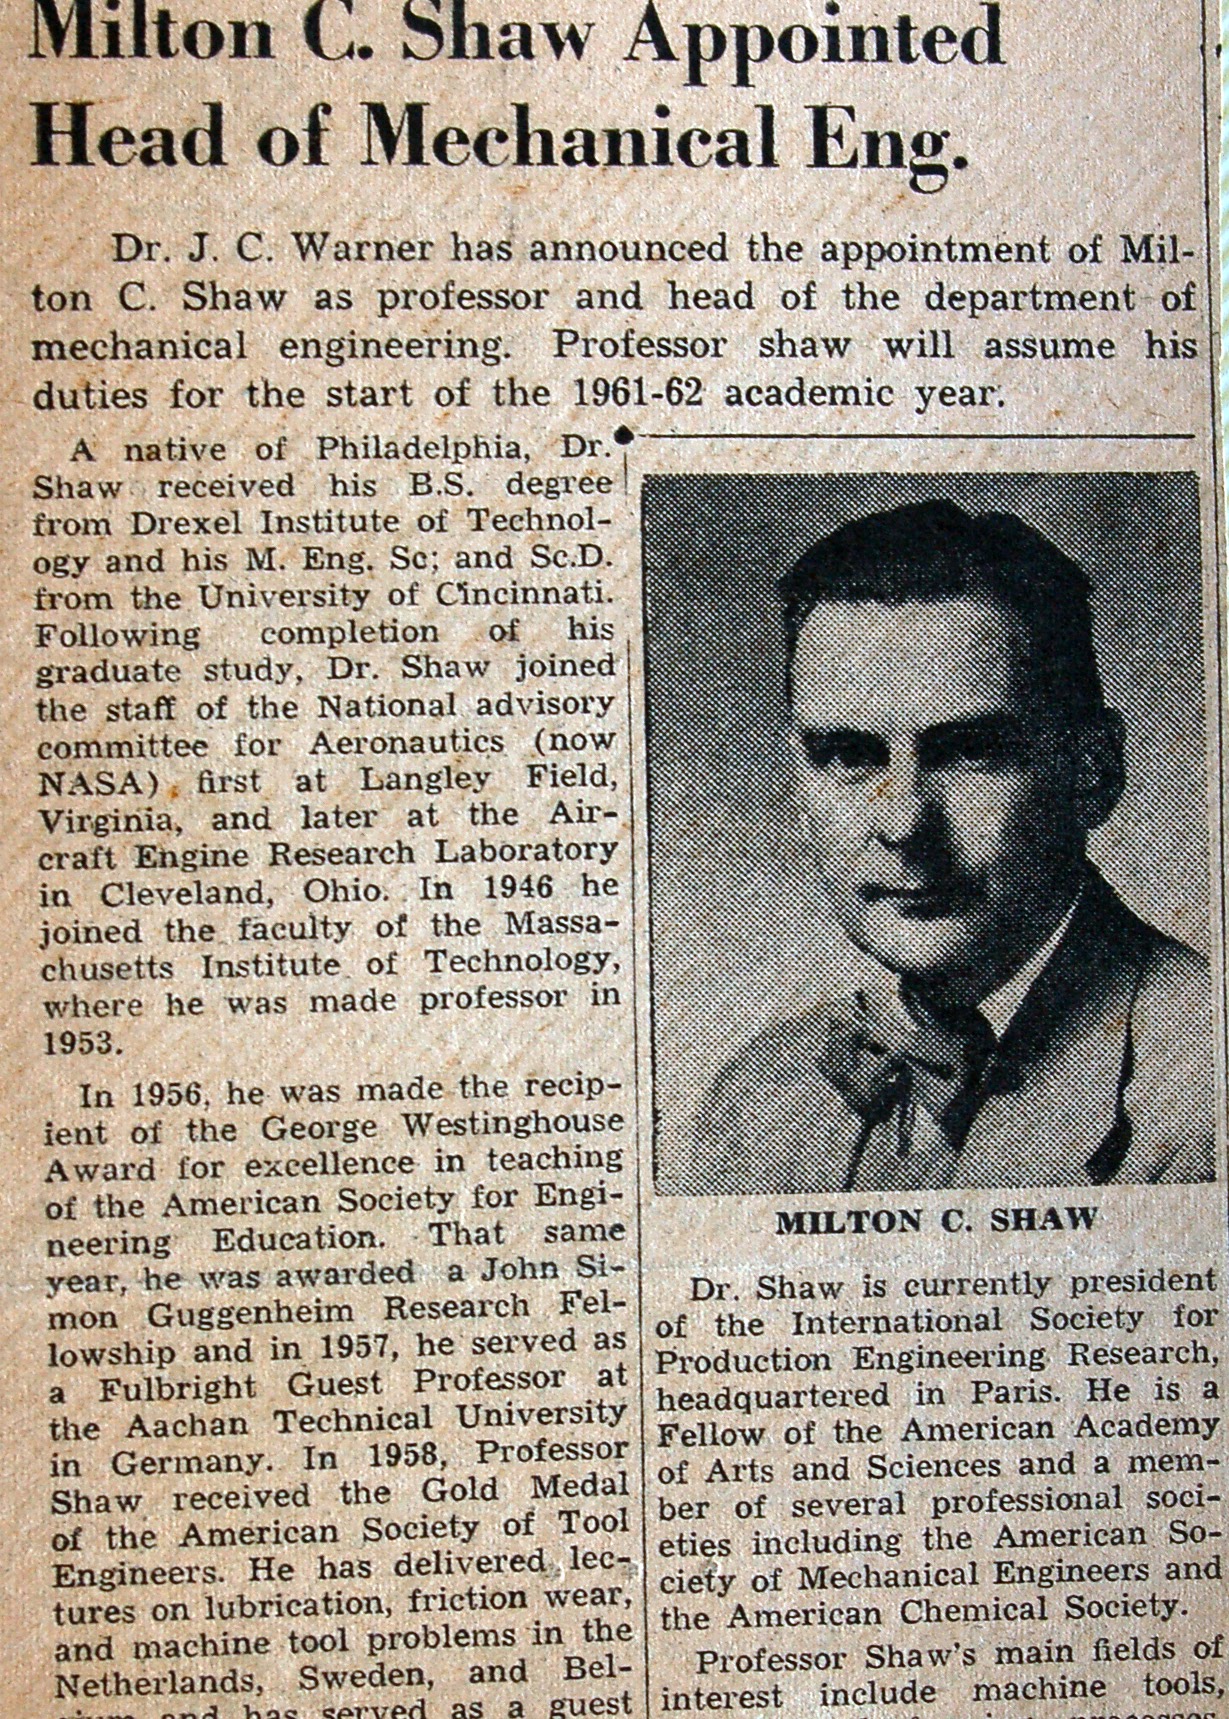 Milton C. Shaw Appointed
Head of Mechanical Eng.
Dr. J. C. Warner has announced the appointment of Mil-
ton C. Shaw as professor and head of the department of
mechanical engineering. Professor shaw will assume his
duties for the start of the 1961-62 academic year.
A native of Philadelphia, Dr.
Shaw received his B.S. degree
from Drexel Institute of Technol-
ogy and his M. Eng. Sc; and Sc.D.
from the University of Cincinnati.
Following completion of his
graduate study, Dr. Shaw joined
the staff of the National advisory
committee for Aeronautics (now
NASA) first at Langley Field,
Virginia, and later at the Air-
craft Engine Research Laboratory
in Cleveland, Ohio. In 1946 he
joined the faculty of the Massa-
chusetts Institute of Technology,
where he was made professor in
1953.
In 1956, he was made the recip-
ient of the George Westinghouse
Award for excellence in teaching
of the American Society for Engi-
neering Education. That same
year, he was awarded a John Si-
mon Guggenheim Research Fel-
lowship and in 1957, he served as
a Fulbright Guest Professor at
the Aachan Technical University
in Germany. In 1958, Professor
Shaw received the Gold Medal
of the American Society of Tool
Engineers. He has delivered lec-
tures on lubrication, friction wear,
and machine tool problems in the
Netherlands, Sweden, and Bel-
gium and has served as a guest
MILTON C. SHAW
Dr. Shaw is currently president
of the International Society for
Production Engineering Research,
headquartered in Paris. He is a
Fellow of the American Academy
of Arts and Sciences and a mem-
ber of several professional soci-
eties including the American So-
ciety of Mechanical Engineers and
the American Chemical Society.
Professor Shaw's main fields of
interest include machine tools,